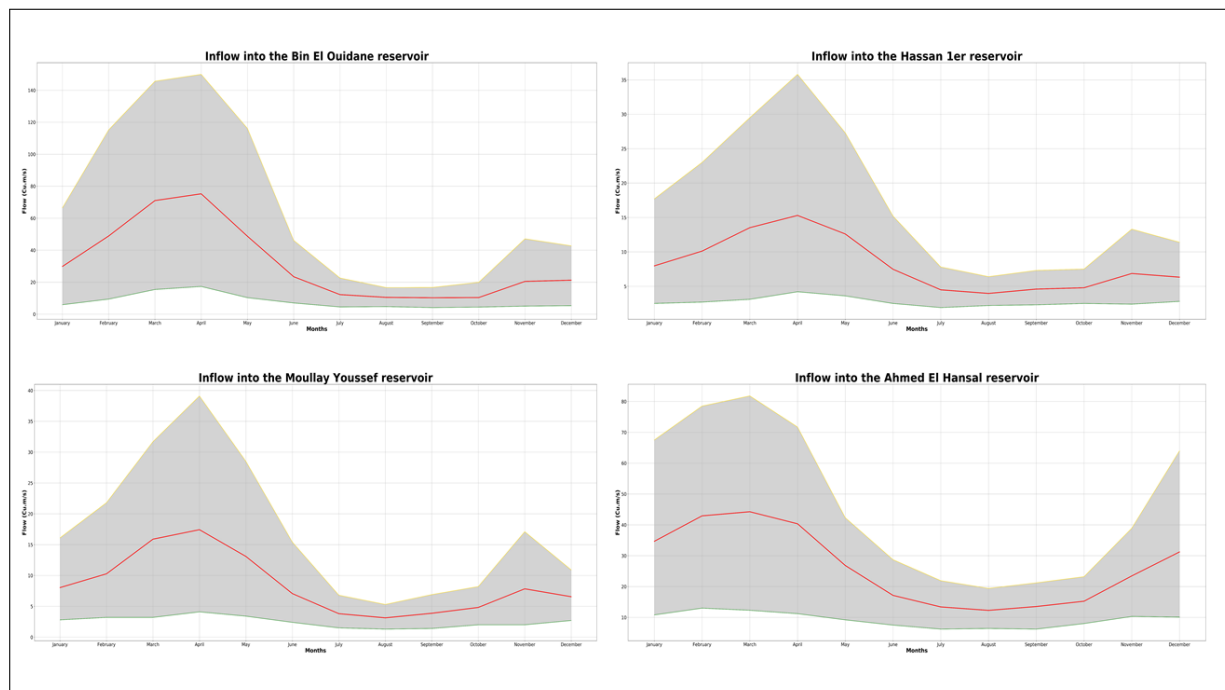 Inflow into the Bin El Ouidane reservoir
Flow (Cu.m/s)
140
120
100
80
60
40
20
0
January February March April May June July August September October November December
Months
Inflow into the Hassan 1er reservoir
Flow (Cu.m/s)
35
30
25
20
15
10
5
January February March April May June July August September October November December
Months
Inflow into the Moullay Youssef reservoir
Flow (Cu.m/s)
40
35
30
25
20
15
10
5
0
January February March April May June July August September October November December
Months
Inflow into the Ahmed El Hansal reservoir
Flow (Cu.m/s)
80
70
60
50
40
30
20
10
January February March April May June July August September October November December
Months